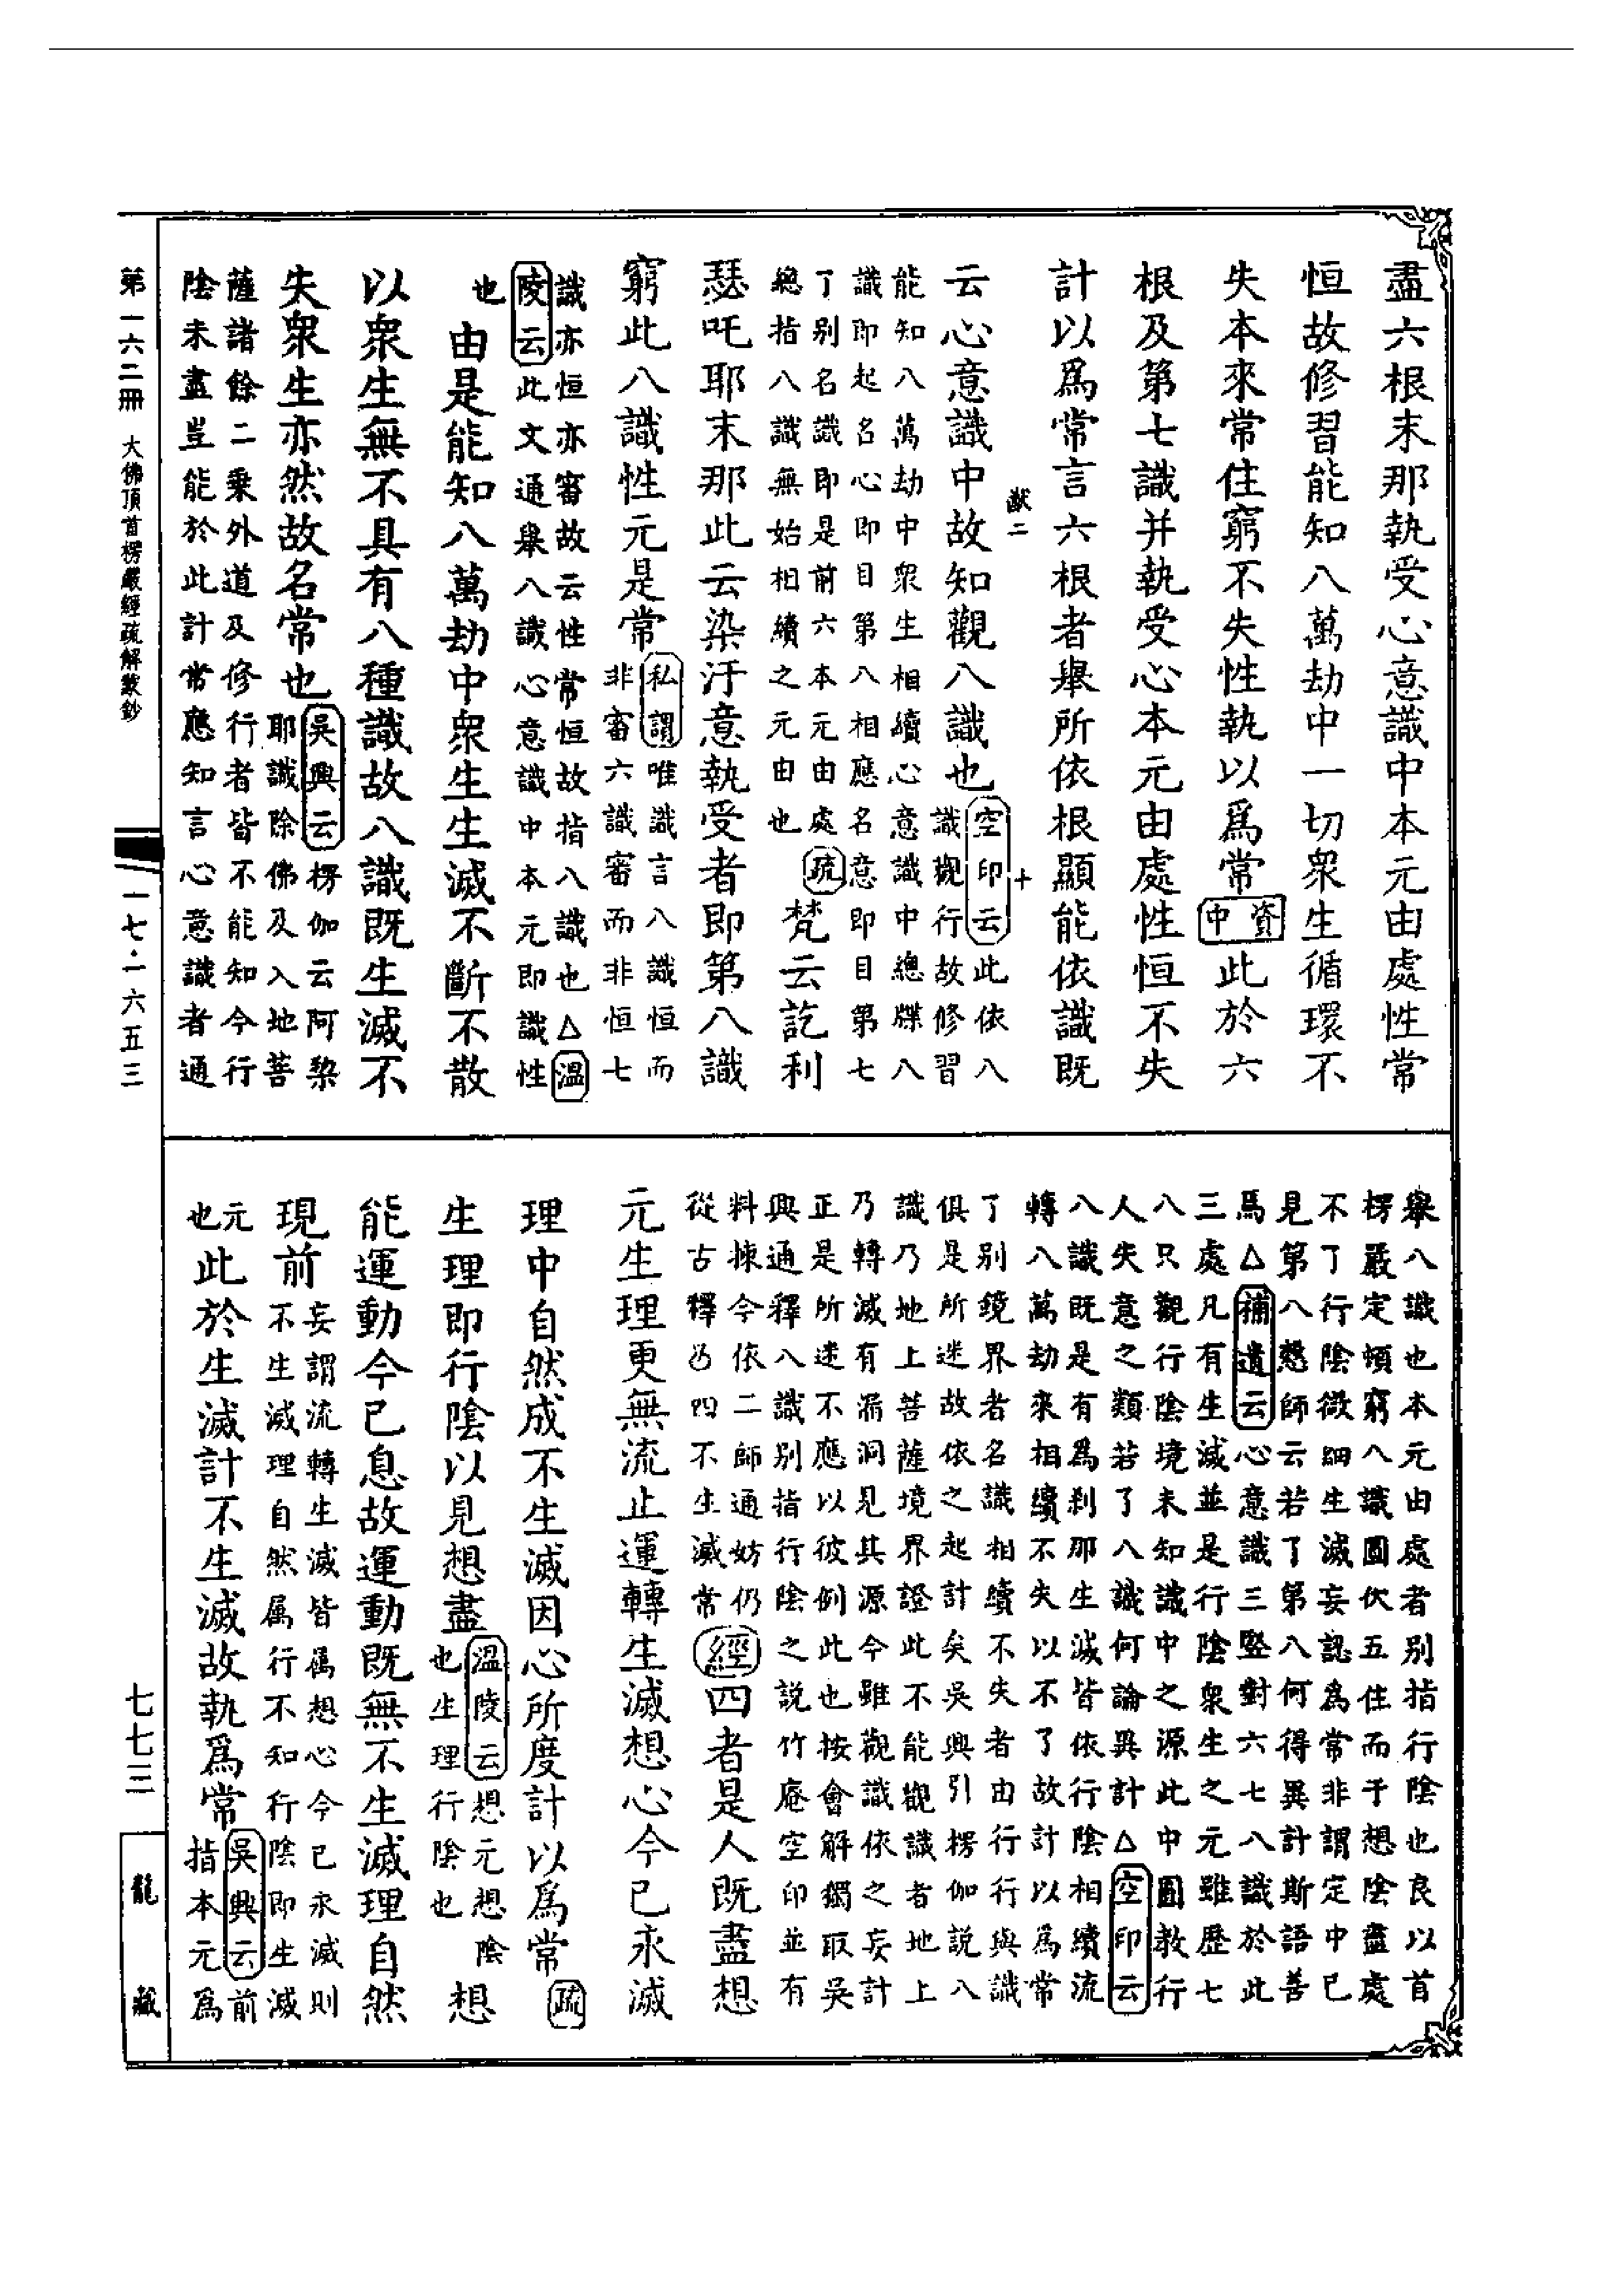 盡六根末那執受心意識中本元由處性常
恒故修習能知八萬劫中一切眾生循環不
失本來常住窮不失性執以爲常資中此於六
根及第七識并執受心本元由處性恒不失
計以爲常言六根者舉所依根顯能依識既
猷二 十
云心意識中故知觀八識也空印云此依八
識觀行故修習
能知八萬劫中衆生相續心意識中總牒八
識即起名心即目第八相應名意即目第七
了別名識即是前六本元由處疏梵云訖利
總指八識無始相續之元由也
瑟吒耶末那此云染汙意執受者即第八識
窮此八識性元是常私謂唯識言八識恒而
非審六識審而非恒七
識亦恒亦審故云性常恒故指八識也△溫
陵云此文通舉八識心意識中本元即識性
也由是能知八萬劫中衆生生滅不斷不散
以衆生無不具有八種識故八識既生滅不
失衆生亦然故名常也吳興云楞伽云阿棃
耶識除佛及入地菩
薩諸餘二乘外道及修行者皆不能知今行
陰未盡豈能於此計常應知言心意識者通
第一六二冊 大佛頂首楞嚴經疏解蒙鈔
一七·一六五三
舉八識也本元由處者別指行陰也良以首
楞嚴定頓窮八識圓伏五住而于想陰盡處
不了行陰微細生滅妄認為常非謂定中已
見第八慤師云若了第八何得異計斯語善
焉△補遺云心意識三竪對六七八識於此
三處凡有生滅並是行陰衆生之元雖歷七
八只觀行陰境未知識中之源此中圓教行
人失意之類若了八識何論異計△空印云
八識既是有爲刹那生滅皆依行陰相續流
轉八萬劫來相續不失以不了故計以爲常
了別鏡界者名識相續不失者由行行與識
俱是所迷故依之起計矣吳興引楞伽說八
識乃地上菩薩境界證此不能觀識者地上
乃轉滅有漏洞見其源今雖觀識依之妄計
正是所迷不應以彼例此也按會解獨取吳
興通釋八識別指行陰之說竹庵空印並有
料揀今依二師通妨仍
從古釋爲四不生滅常經四者是人既盡想
元生理更無流止運轉生滅想心今已永滅
理中自然成不生滅因心所度計以爲常疏
生理即行陰以見想盡溫陵云想元想陰
也生理行陰也想
能運動今已息故運動既無不生滅理自然
現前妄謂流轉生滅皆屬想心今已永滅則
不生滅理自然屬行不知行陰即生滅
元也此於生滅計不生滅故執爲常吳興云前
指本元爲
七七三
龍藏